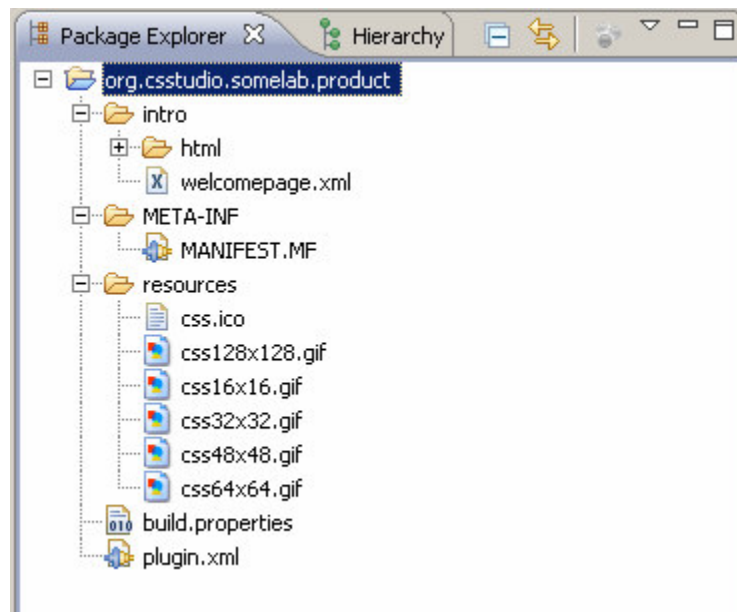 Package Explorer Hierarchy
org.csstudio.somelab.product
intro
html
welcomepage.xml
META-INF
MANIFEST.MF
resources
css.ico
css128x128.gif
css16x16.gif
css32x32.gif
css48x48.gif
css64x64.gif
build.properties
plugin.xml